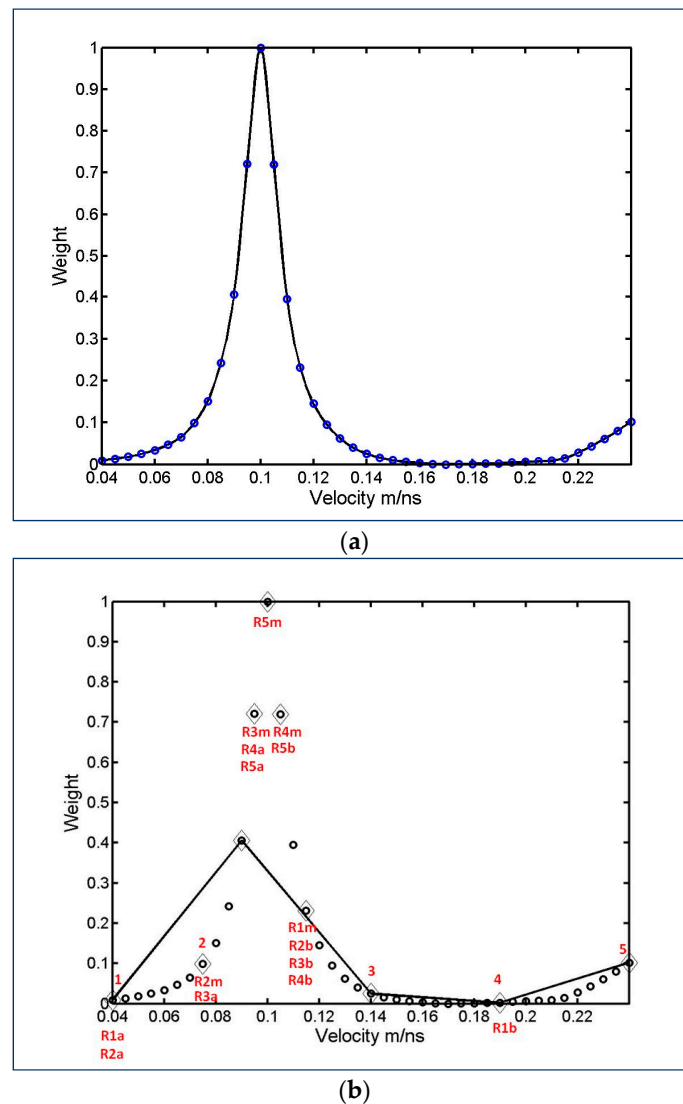 1
0.9
0.8
0.7
0.6
0.5
0.4
0.3
0.2
0.1
0
Weight
0.04 0.06 0.08 0.1 0.12 0.14 0.16 0.18 0.2 0.22
Velocity m/ns
(a)
1
0.9
0.8
0.7
0.6
0.5
0.4
0.3
0.2
0.1
0
Weight
R5m
R3m R4m
R4a R5b
R5a
R1m
R2b
R3b
R4b
1 2 3 4 5
R2m
R3a
0.04 0.06 0.08 0.1 0.12 0.14 0.16 0.18 0.2 0.22
R1a
R2a
R1b
Velocity m/ns
(b)